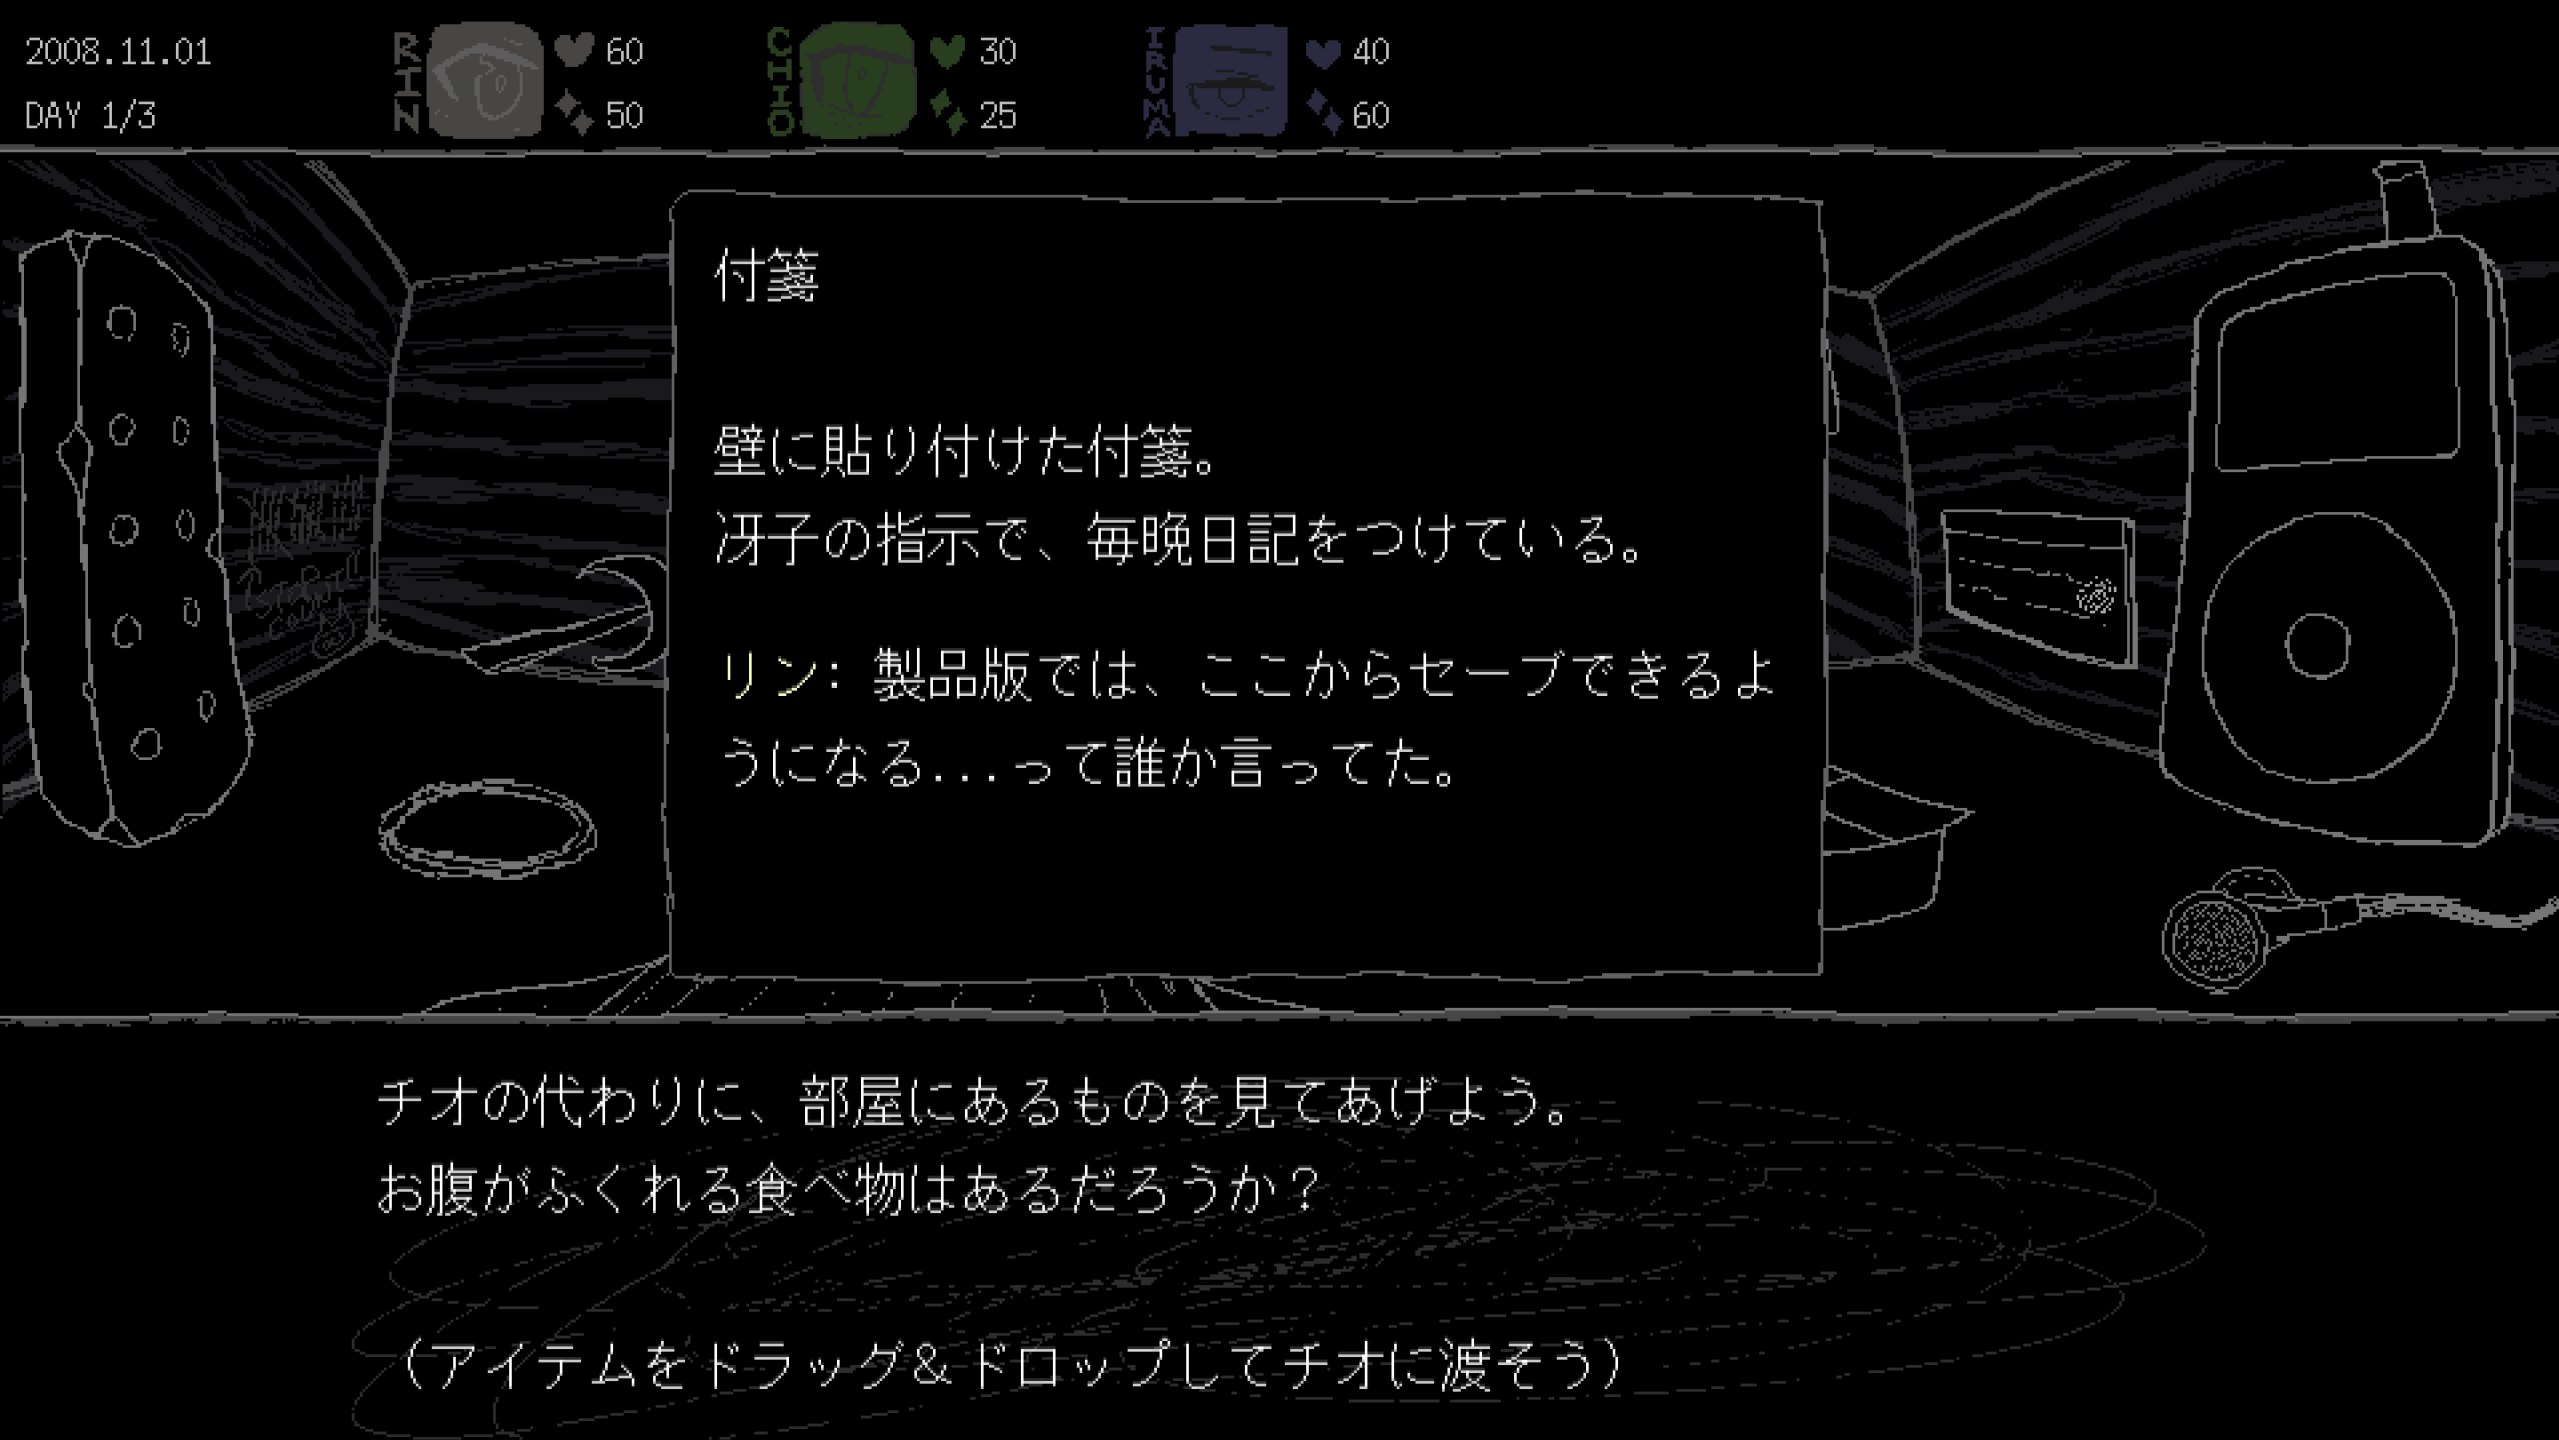 2008.11.01
DAY 1/3
RIN
60
50
CHIO
30
25
IRUMA
40
60
付箋
壁に貼り付けた付箋。
冴子の指示で、毎晩日記をつけている。
リン: 製品版では、ここからセーブできるよ
うになる...って誰か言ってた。
チオの代わりに、部屋にあるものを見てあげよう。
お腹がふくれる食べ物はあるだろうか？
（アイテムをドラッグ&ドロップしてチオに渡そう）